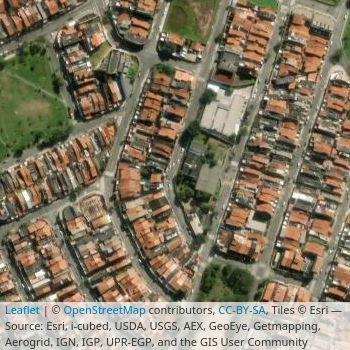 Leaflet | © OpenStreetMap contributors, CC-BY-SA, Tiles © Esri —
Source: Esri, i-cubed, USDA, USGS, AEX, GeoEye, Getmapping,
Aerogrid, IGN, IGP, UPR-EGP, and the GIS User Community